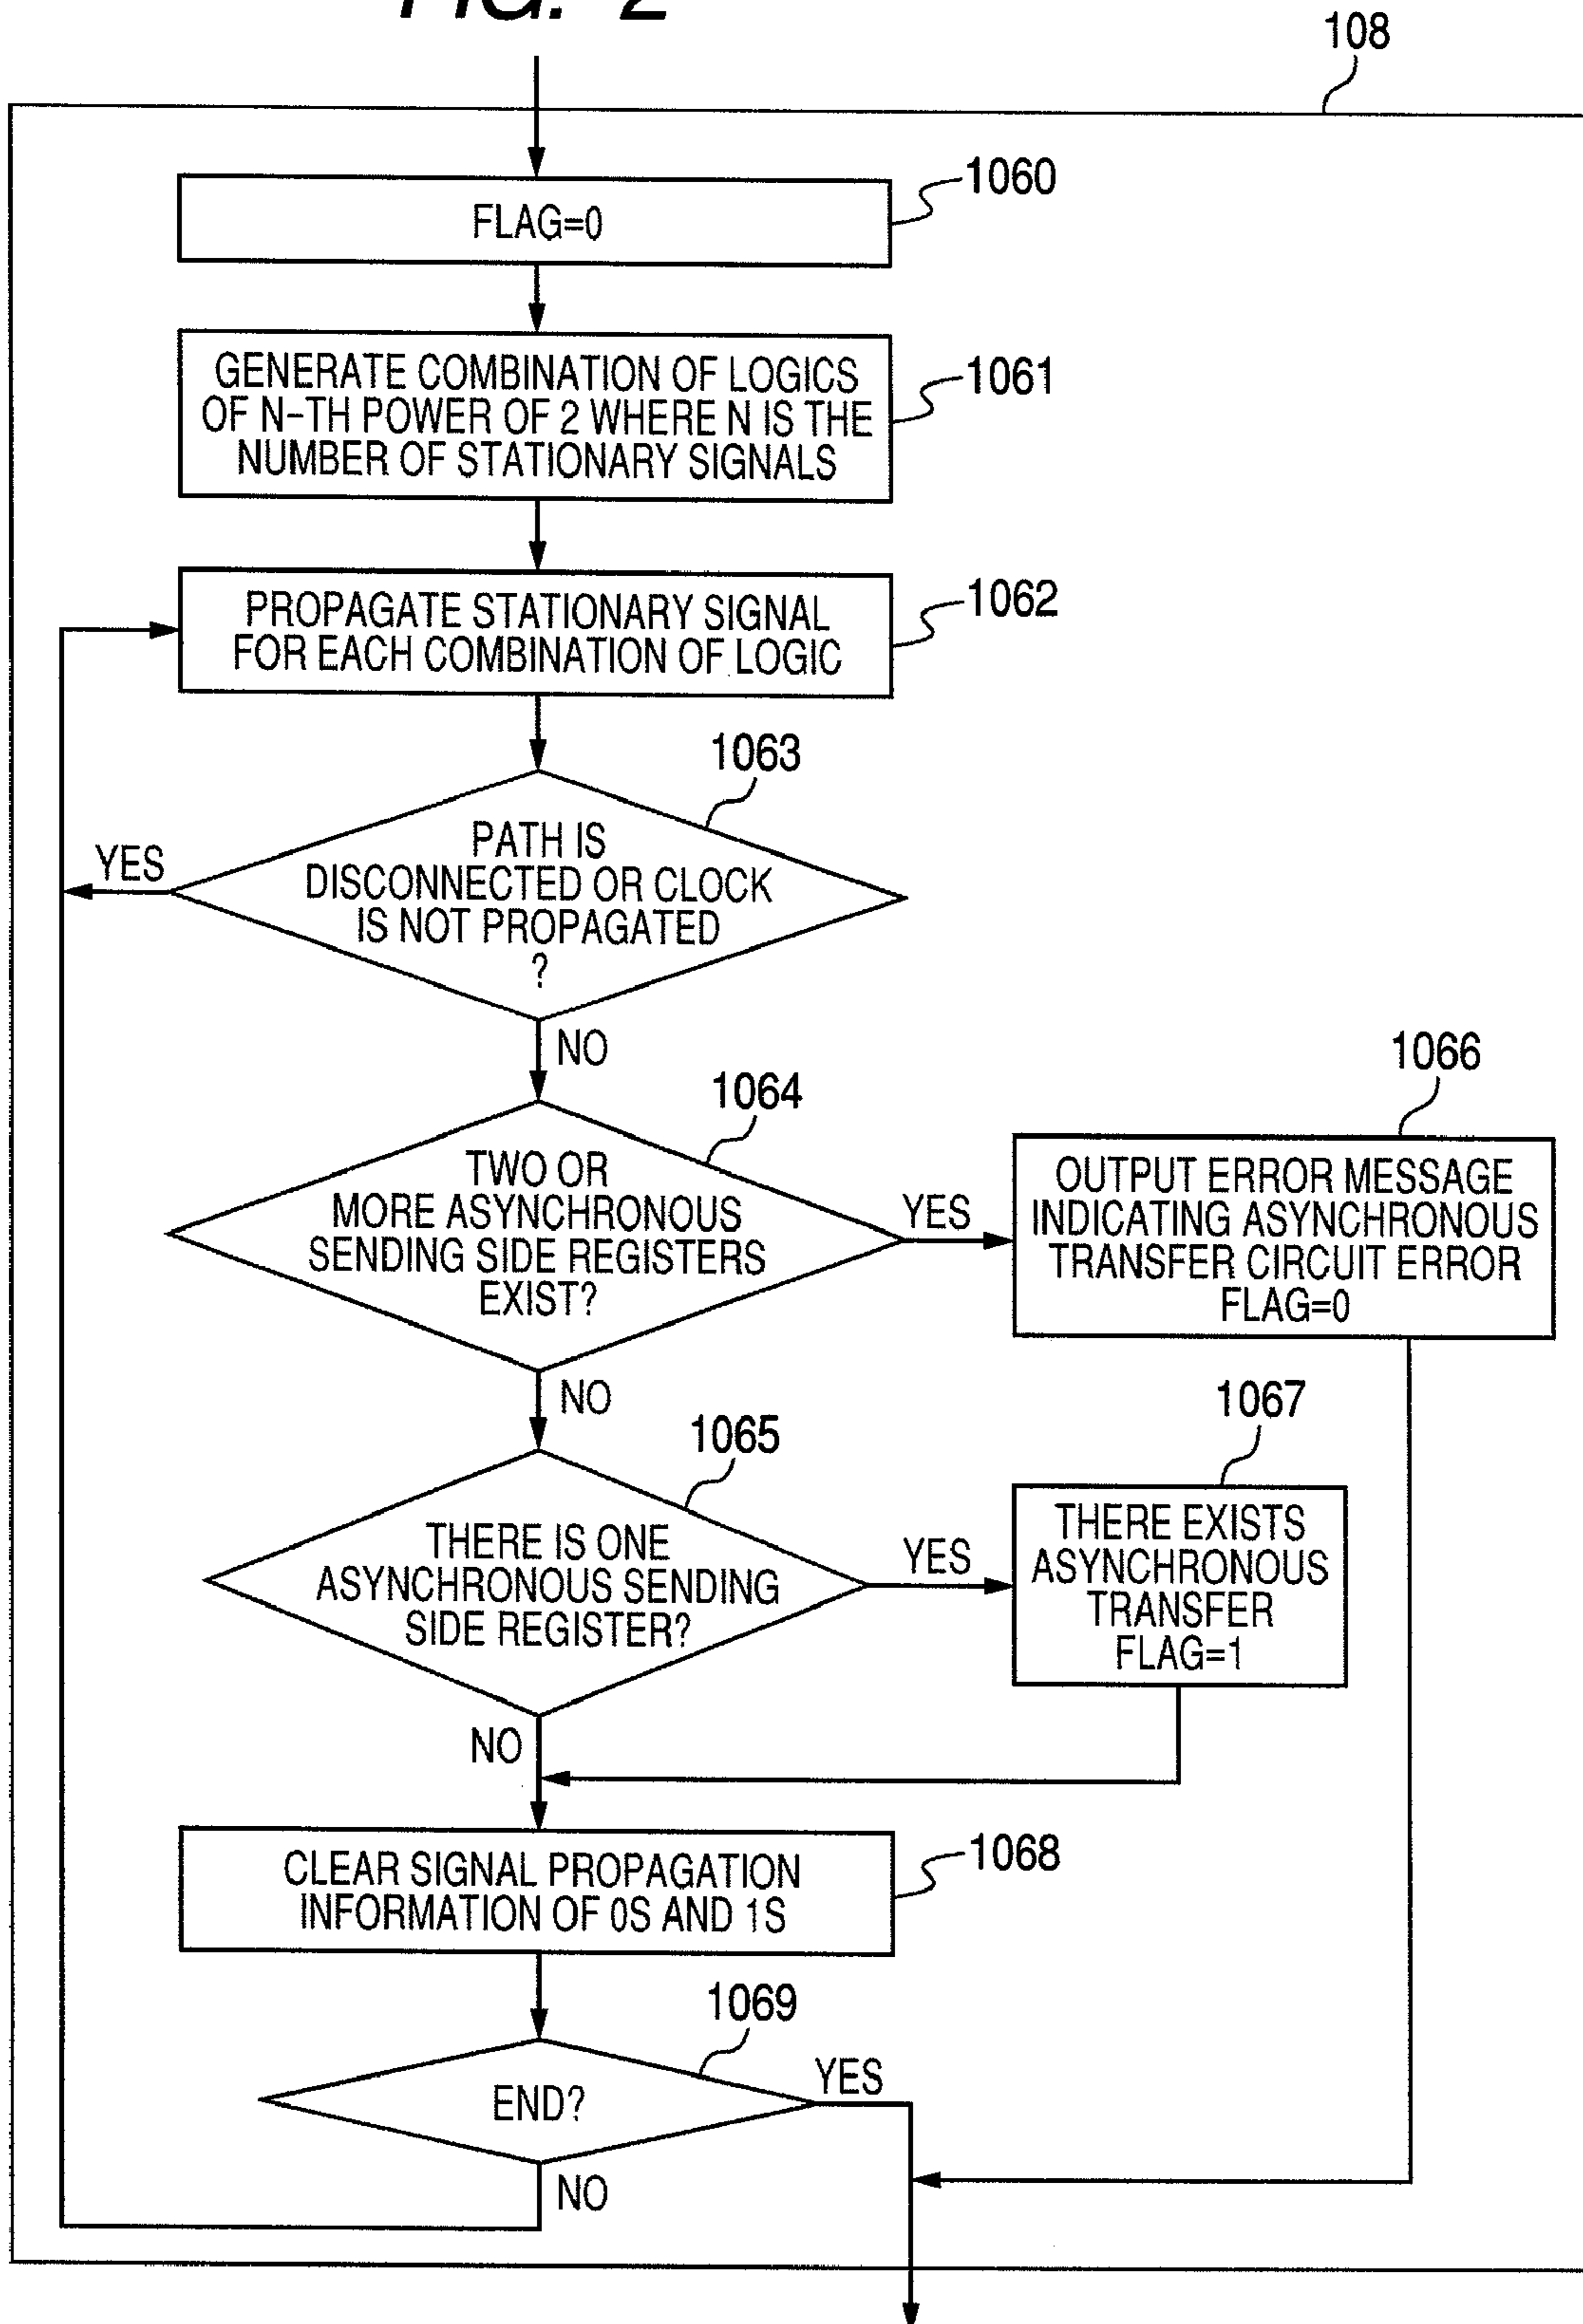 FIG. 2
108
1060
FLAG=0
GENERATE COMBINATION OF LOGICS
OF N-TH POWER OF 2 WHERE N IS THE
NUMBER OF STATIONARY SIGNALS
1061
PROPAGATE STATIONARY SIGNAL
FOR EACH COMBINATION OF LOGIC
1062
1063
PATH IS
DISCONNECTED OR CLOCK
IS NOT PROPAGATED
?
YES
NO
1064
TWO OR
MORE ASYNCHRONOUS
SENDING SIDE REGISTERS
EXIST?
YES
1066
OUTPUT ERROR MESSAGE
INDICATING ASYNCHRONOUS
TRANSFER CIRCUIT ERROR
FLAG=0
NO
1065
THERE IS ONE
ASYNCHRONOUS SENDING
SIDE REGISTER?
YES
1067
THERE EXISTS
ASYNCHRONOUS
TRANSFER
FLAG=1
NO
CLEAR SIGNAL PROPAGATION
INFORMATION OF 0S AND 1S
1068
1069
END?
YES
NO